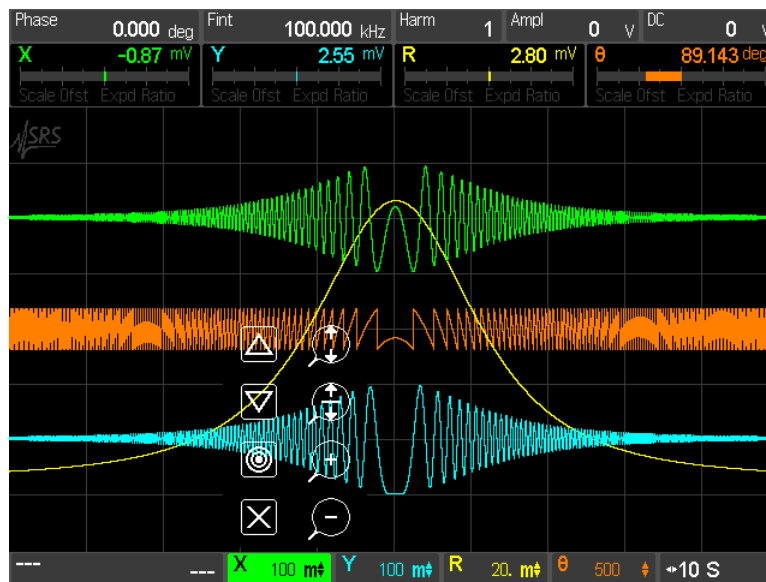 Phase 0.000 deg Fint 100.000 kHz Harm 1 Ampl 0 V DC 0 V
X -0.87 mV Y 2.55 mV R 2.80 mV θ 89.143 deg
Scale Ofst Expd Ratio Scale Ofst Expd Ratio Scale Ofst Expd Ratio Scale Ofst Expd Ratio
SRS
--- --- X 100 m Y 100 m R 20. m θ 500 10 S